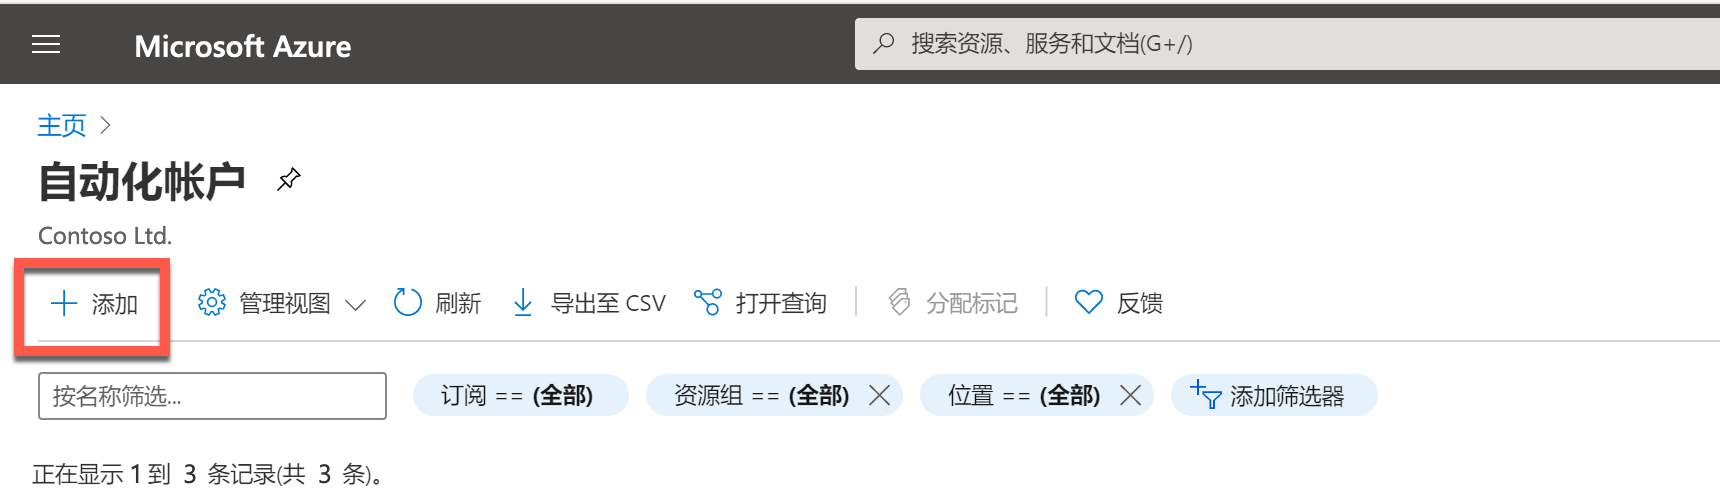 Microsoft Azure
搜索资源、服务和文档(G+/)
主页
自动化帐户
Contoso Ltd.
添加 管理视图 刷新 导出至 CSV 打开查询 分配标记 反馈
按名称筛选... 订阅 == (全部) 资源组 == (全部) 位置 == (全部) 添加筛选器
正在显示 1 到 3 条记录(共 3 条)。